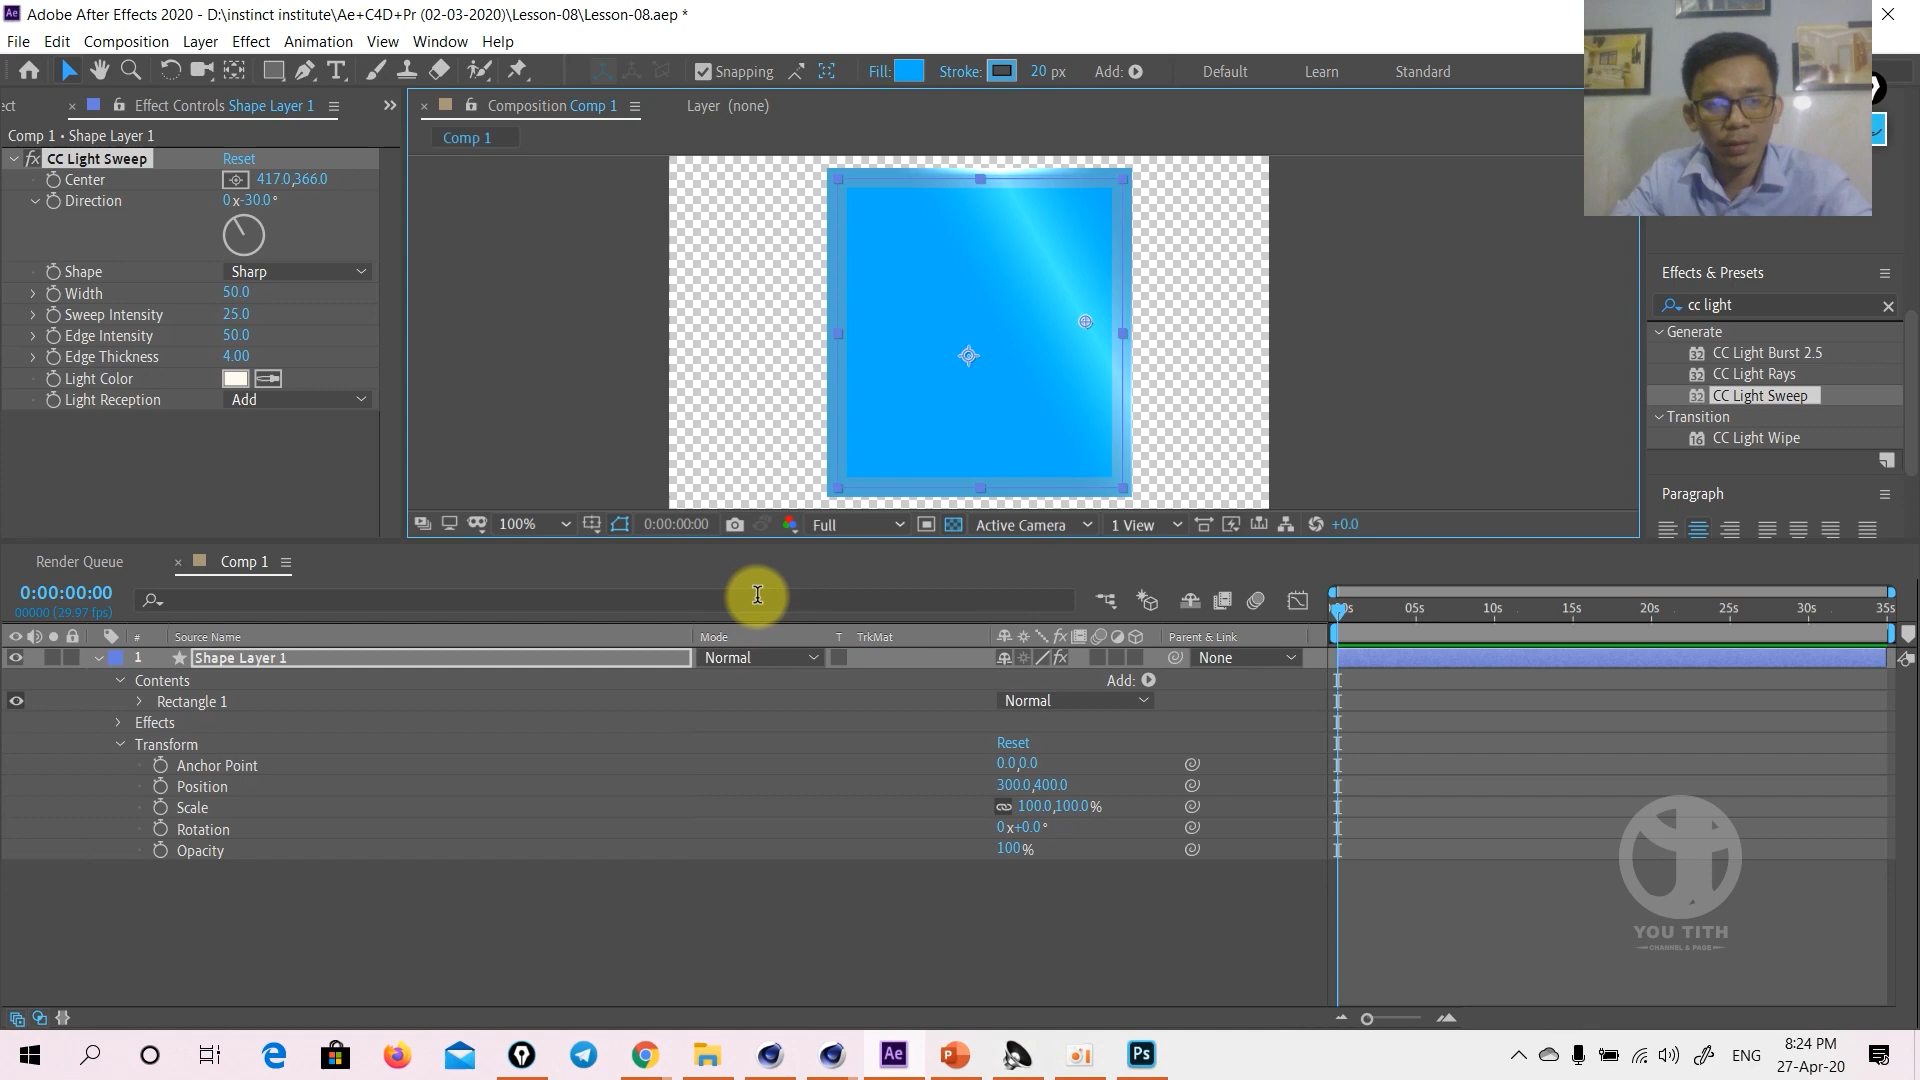 Adobe After Effects 2020 - D:\instinct institute\Ae+C4D+Pr (02-03-2020)\Lesson-08\Lesson-08.aep *
File Edit Composition Layer Effect Animation View Window Help
Snapping Fill: Stroke: 20 px Add: Default Learn Standard
ect Effect Controls Shape Layer 1 Composition Comp 1 Layer (none)
Comp 1 • Shape Layer 1
Comp 1
fx CC Light Sweep Reset
Center 417.0,366.0
Direction 0x-30.0°
Shape Sharp
Width 50.0
Sweep Intensity 25.0
Edge Intensity 50.0
Edge Thickness 4.00
Light Color
Light Reception Add
Effects & Presets
cc light
Generate
CC Light Burst 2.5
CC Light Rays
CC Light Sweep
Transition
CC Light Wipe
Paragraph
100% 0:00:00:00 Full Active Camera 1 View +0.0
Render Queue Comp 1
0:00:00:00
00000 (29.97 fps)
05s 10s 15s 20s 25s 30s 35s
# Source Name Mode T TrkMat fx Parent & Link
1 Shape Layer 1 Normal fx None
Contents Add:
Rectangle 1 Normal
Effects
Transform Reset
Anchor Point 0.0,0.0
Position 300.0,400.0
Scale 100.0,100.0%
Rotation 0x+0.0°
Opacity 100%
YOU TITH
CHANNEL & PAGE
Ae Ps
ENG
8:24 PM
27-Apr-20